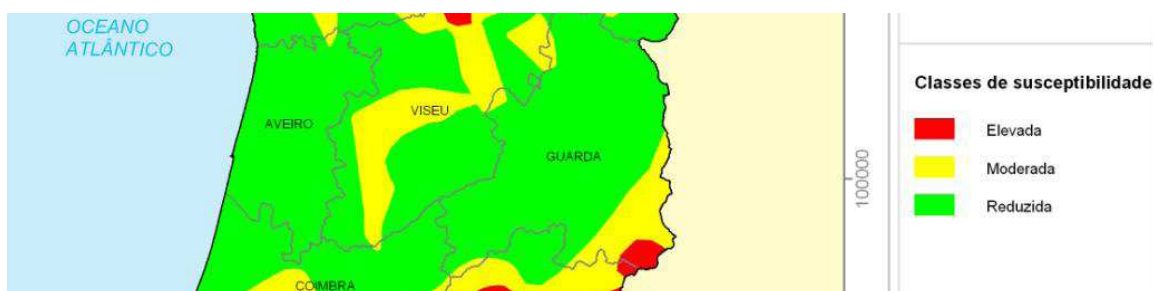 OCEANO
ATLÂNTICO
AVEIRO
VISEU
GUARDA
COIMBRA
100000
Classes de susceptibilidade
Elevada
Moderada
Reduzida